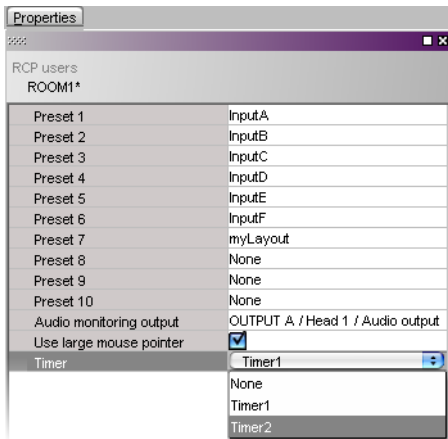 Properties
RCP users
ROOM1*
Preset 1 InputA
Preset 2 InputB
Preset 3 InputC
Preset 4 InputD
Preset 5 InputE
Preset 6 InputF
Preset 7 myLayout
Preset 8 None
Preset 9 None
Preset 10 None
Audio monitoring output OUTPUT A / Head 1 / Audio output
Use large mouse pointer
Timer Timer1
None
Timer1
Timer2